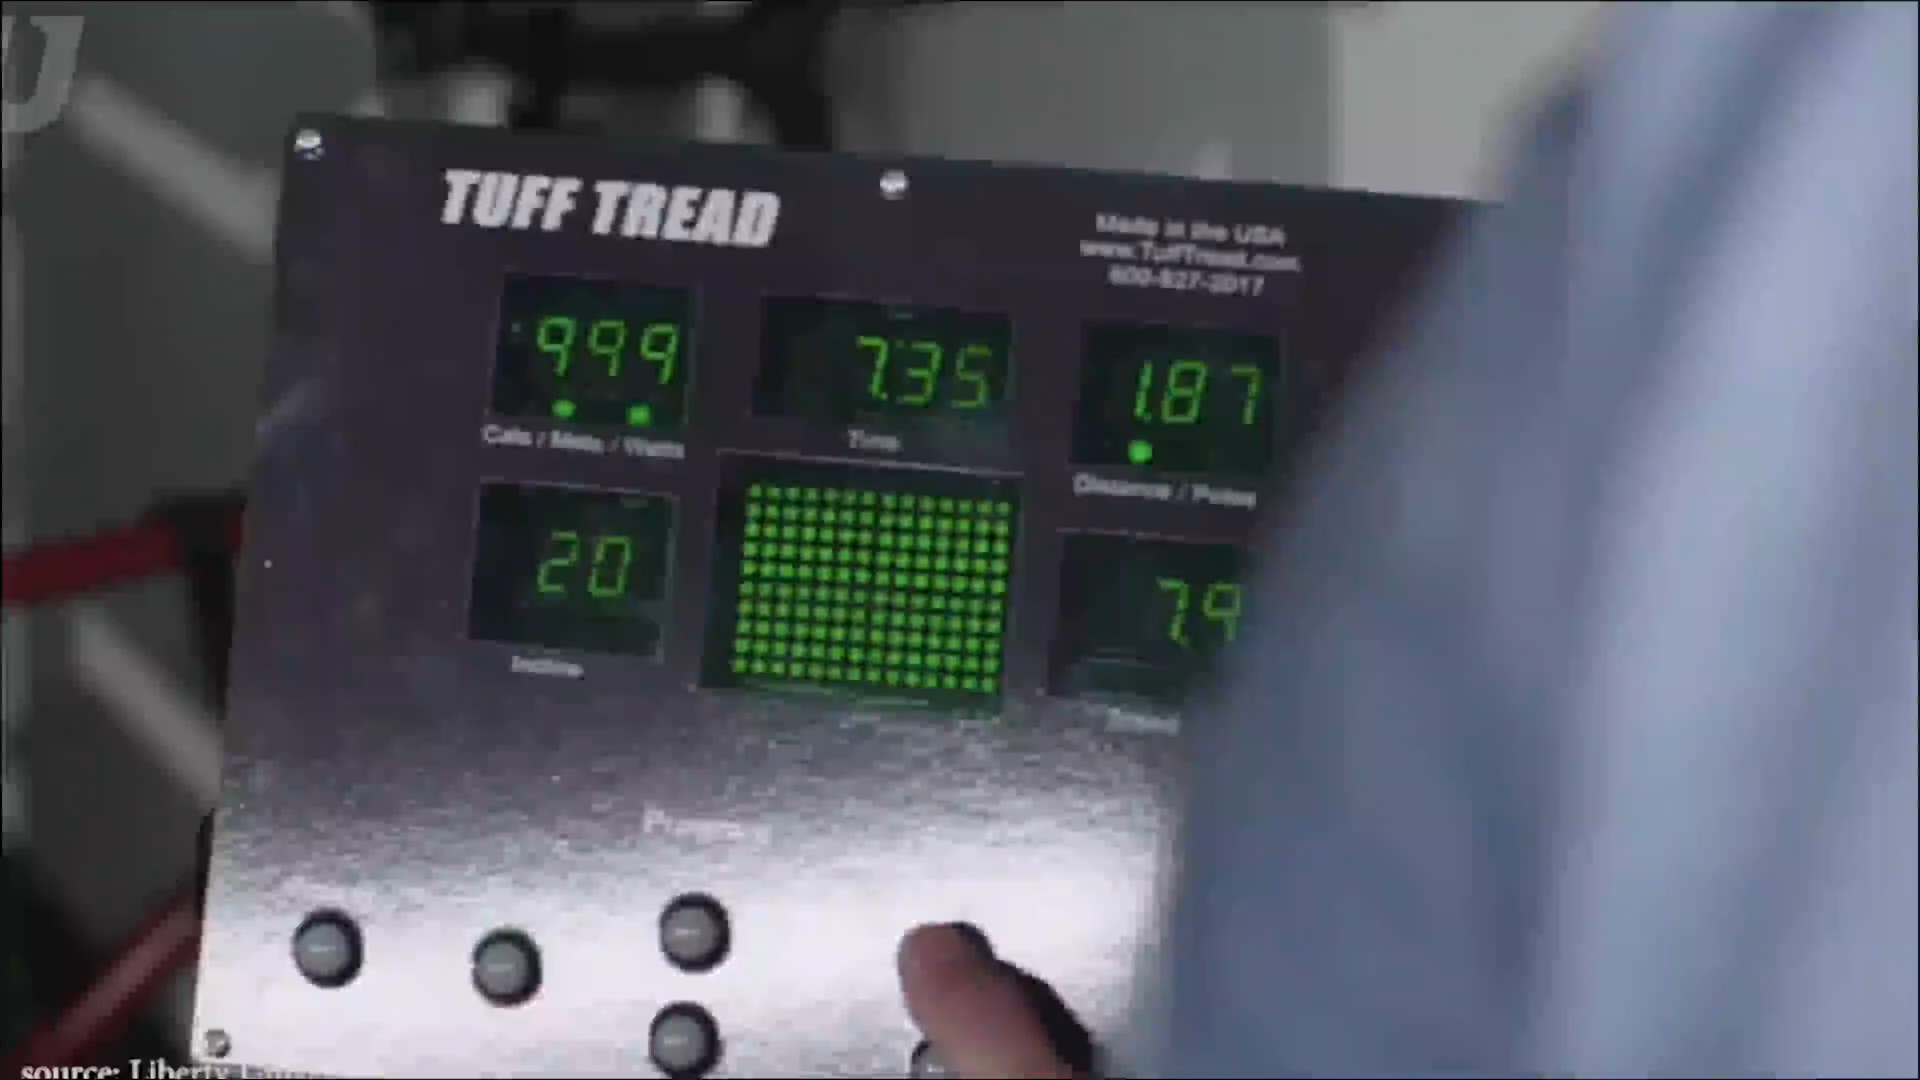 TUFF TREAD
Made in the USA
www.TuffTread.com
800-827-2017
999
7.35
1.87
Cals / Mets / Watts
Time
Distance / Pulse
20
7.9
Incline
Speed
source: Liberty